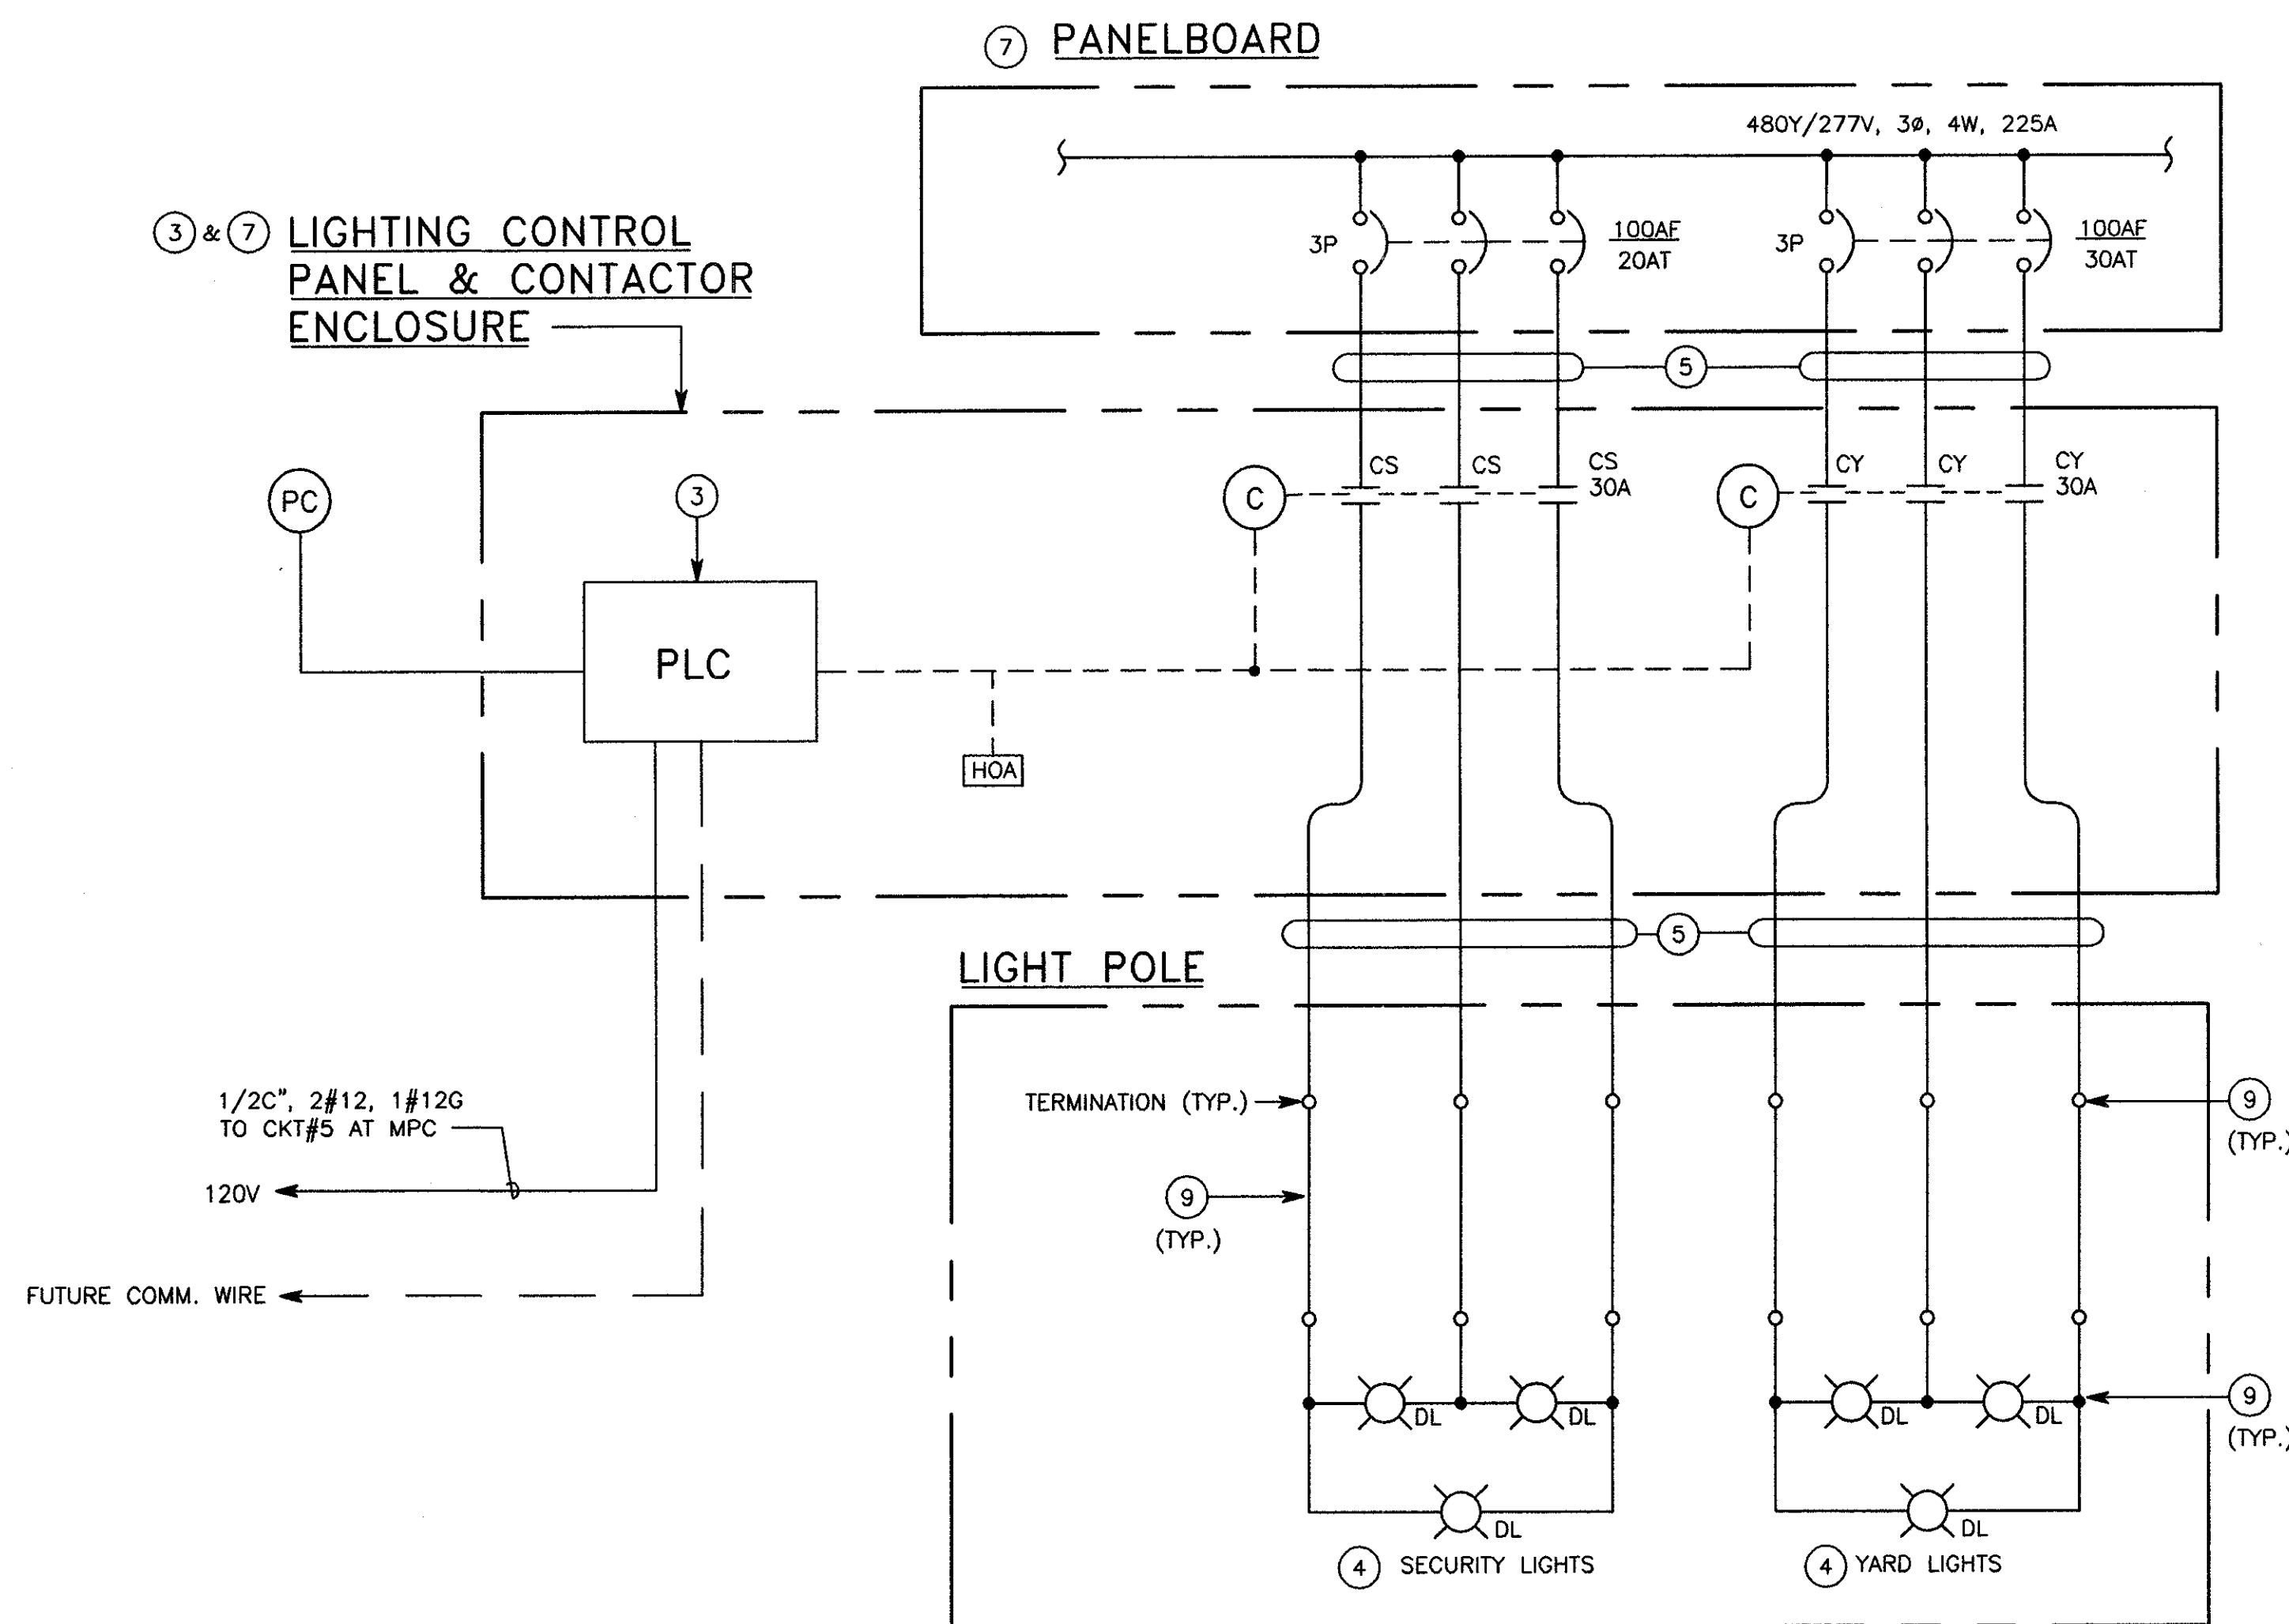 7 PANELBOARD
480Y/277V, 3ø, 4W, 225A
3P
100AF
20AT
3P
100AF
30AT
3 & 7 LIGHTING CONTROL
PANEL & CONTACTOR
ENCLOSURE
5
PC
3
C
CS
CS
CS
30A
C
CY
CY
CY
30A
PLC
HOA
5
LIGHT POLE
1/2C", 2#12, 1#12G
TO CKT#5 AT MPC
120V
FUTURE COMM. WIRE
TERMINATION (TYP.)
9
(TYP.)
9
(TYP.)
DL
DL
DL
DL
9
(TYP.)
DL
DL
4 SECURITY LIGHTS
4 YARD LIGHTS